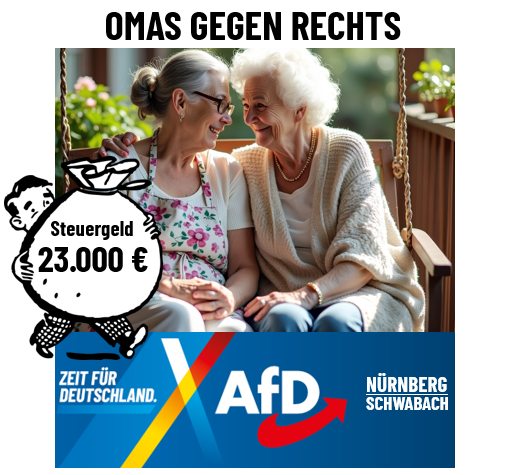 OMAS GEGEN RECHTS
Steuergeld
23.000 €
ZEIT FÜR
DEUTSCHLAND.
AfD
NÜRNBERG
SCHWABACH